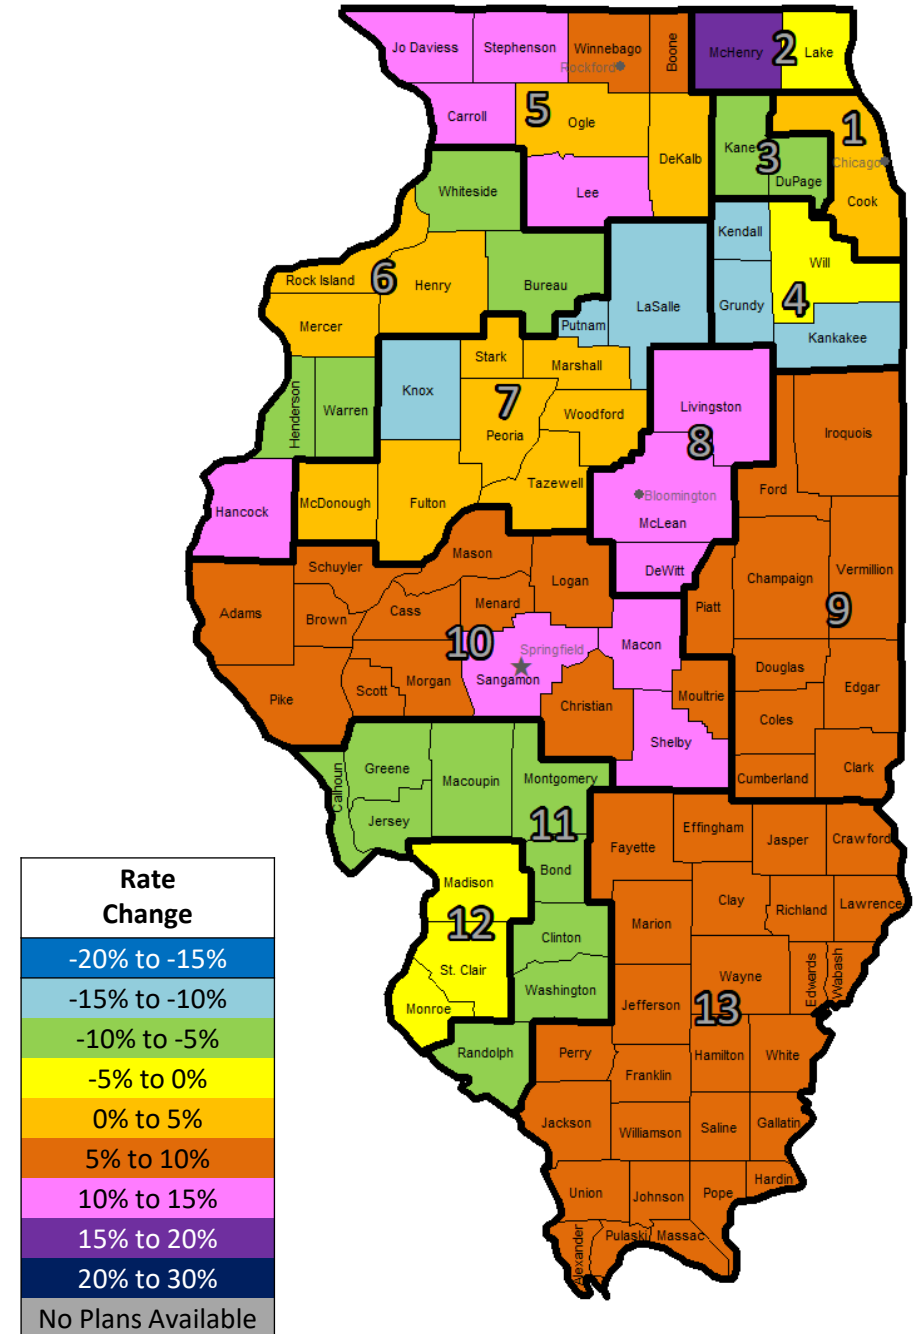 Jo Daviess
Stephenson
Winnebago
Boone
McHenry
2
Lake
Rockford
Carroll
5
Ogle
DeKalb
Kane
3
DuPage
1
Chicago
Cook
Whiteside
Lee
Kendall
Will
Rock Island
6
Henry
Bureau
LaSalle
Grundy
4
Mercer
Putnam
Kankakee
Stark
Marshall
Knox
7
Henderson
Warren
Peoria
Woodford
Livingston
8
Iroquois
Hancock
McDonough
Fulton
Tazewell
Bloomington
McLean
Ford
Schuyler
Mason
Logan
DeWitt
Champaign
Vermillion
Adams
Brown
Cass
Menard
Piatt
9
10
Springfield
Macon
Pike
Scott
Morgan
Sangamon
Christian
Moultrie
Douglas
Edgar
Shelby
Coles
Calhoun
Greene
Macoupin
Montgomery
Cumberland
Clark
Jersey
11
Fayette
Effingham
Jasper
Crawford
Madison
Bond
Clay
Richland
Lawrence
12
Clinton
Marion
St. Clair
Wayne
Edwards
Wabash
Monroe
Washington
Jefferson
13
Randolph
Perry
Franklin
Hamilton
White
Jackson
Williamson
Saline
Gallatin
Union
Johnson
Pope
Hardin
Alexander
Pulaski
Massac
Rate
Change
-20% to -15%
-15% to -10%
-10% to -5%
-5% to 0%
0% to 5%
5% to 10%
10% to 15%
15% to 20%
20% to 30%
No Plans Available